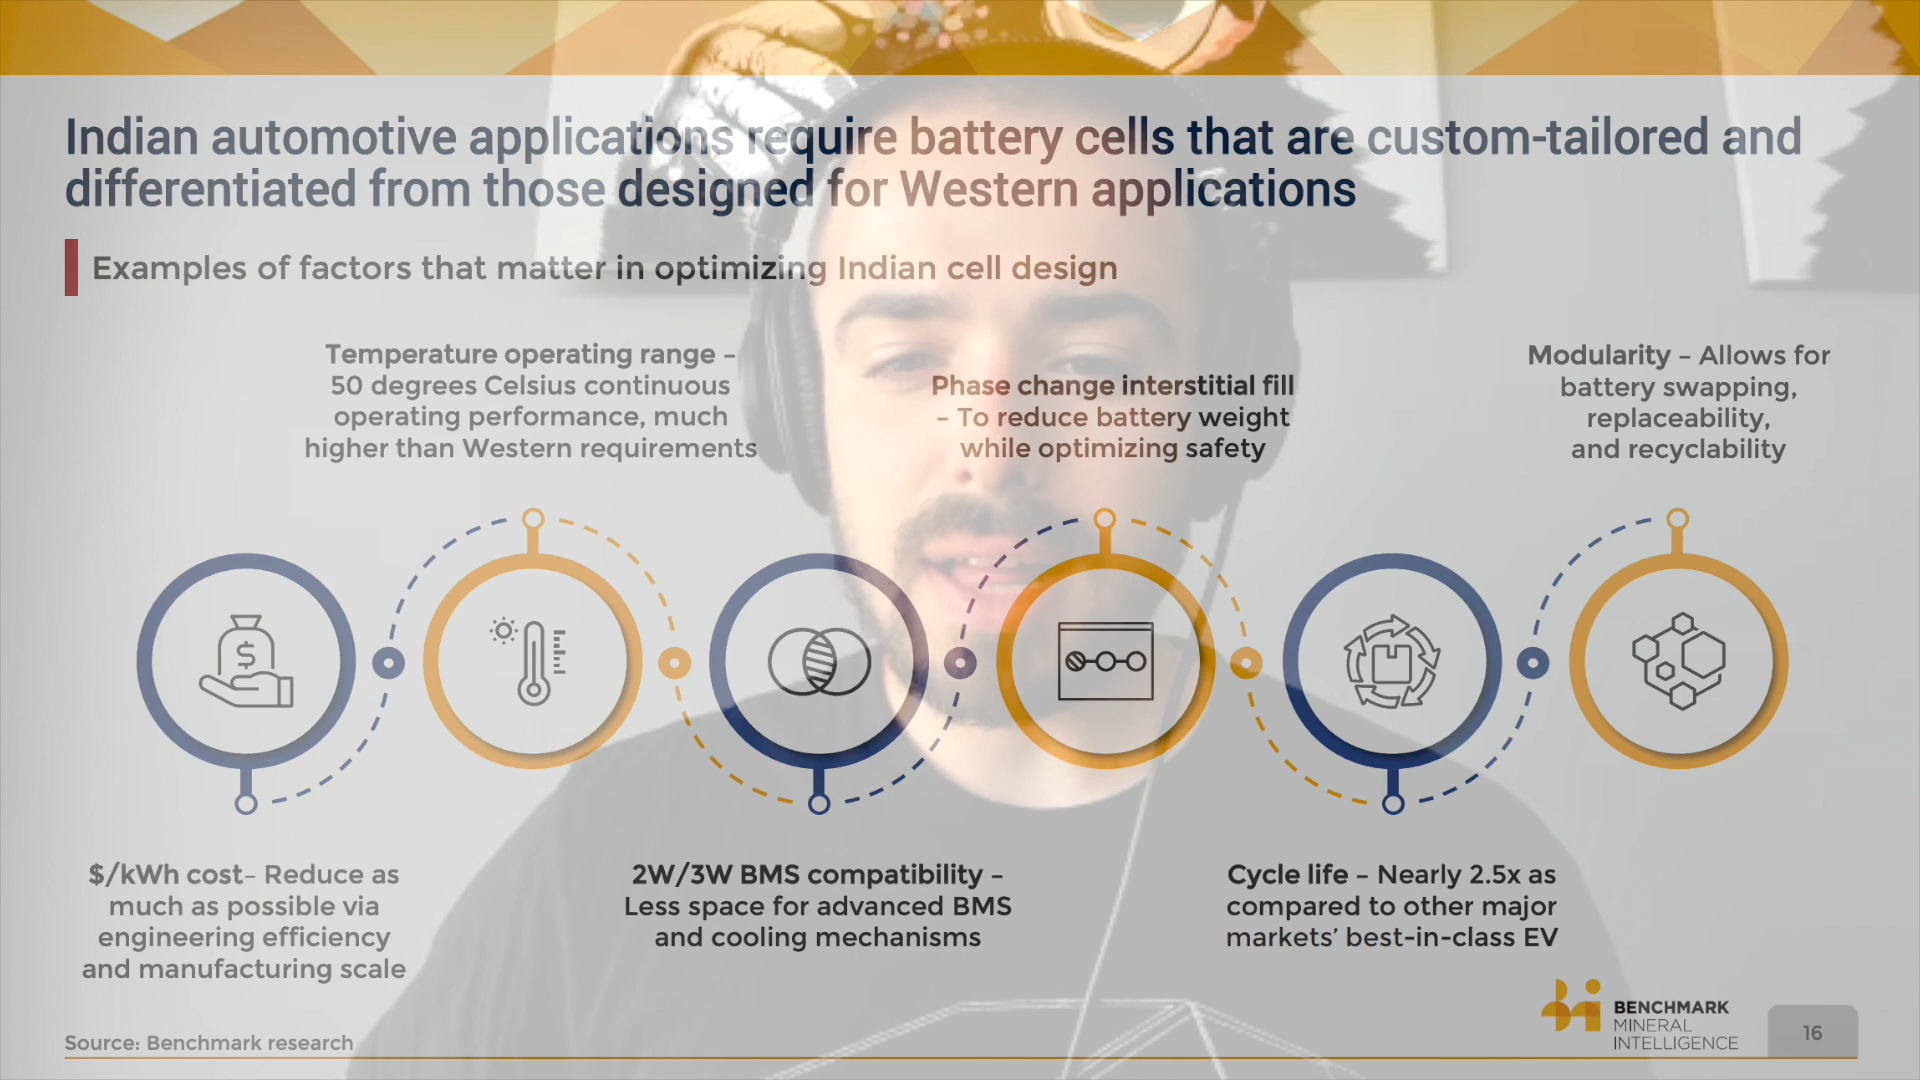 Indian automotive applications require battery cells that are custom-tailored and
differentiated from those designed for Western applications
Examples of factors that matter in optimizing Indian cell design
Temperature operating range –
50 degrees Celsius continuous
operating performance, much
higher than Western requirements
Phase change interstitial fill
– To reduce battery weight
while optimizing safety
Modularity – Allows for
battery swapping,
replaceability,
and recyclability
$
$/kWh cost– Reduce as
much as possible via
engineering efficiency
and manufacturing scale
2W/3W BMS compatibility –
Less space for advanced BMS
and cooling mechanisms
Cycle life – Nearly 2.5x as
compared to other major
markets’ best-in-class EV
Source: Benchmark research
BENCHMARK
MINERAL
INTELLIGENCE
16